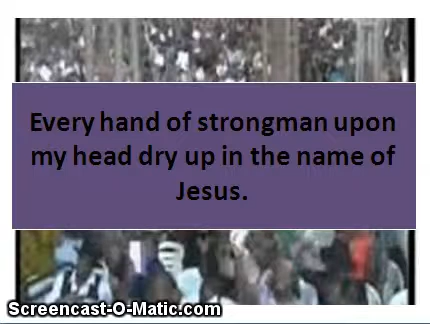 Every hand of strongman upon
my head dry up in the name of
Jesus.
Screencast-O-Matic.com